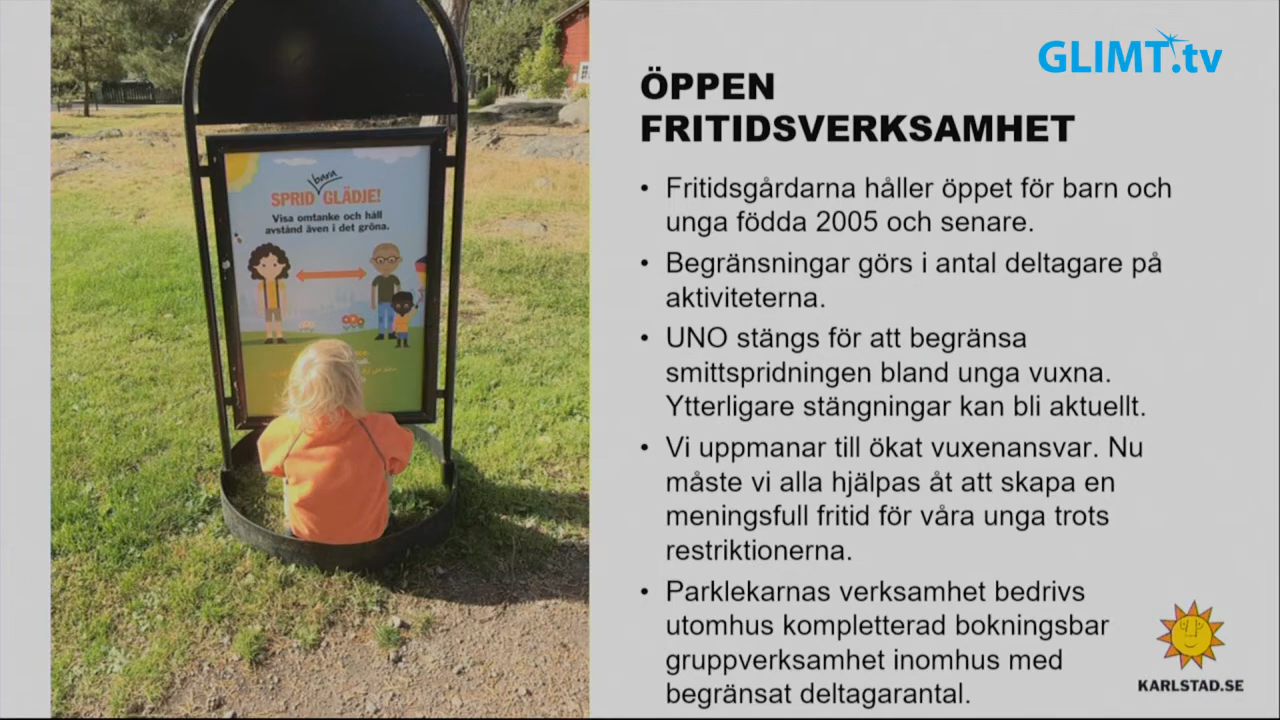 GLIMT.tv
ÖPPEN
FRITIDSVERKSAMHET
• Fritidsgårdarna håller öppet för barn och
unga födda 2005 och senare.
• Begränsningar görs i antal deltagare på
aktiviteterna.
• UNO stängs för att begränsa
smittspridningen bland unga vuxna.
Ytterligare stängningar kan bli aktuellt.
• Vi uppmanar till ökat vuxenansvar. Nu
måste vi alla hjälpas åt att skapa en
meningsfull fritid för våra unga trots
restriktionerna.
• Parklekarnas verksamhet bedrivs
utomhus kompletterad bokningsbar
gruppverksamhet inomhus med
begränsat deltagarantal.
KARLSTAD.SE
bara
SPRID GLÄDJE!
Visa omtanke och håll
avstånd även i det gröna.